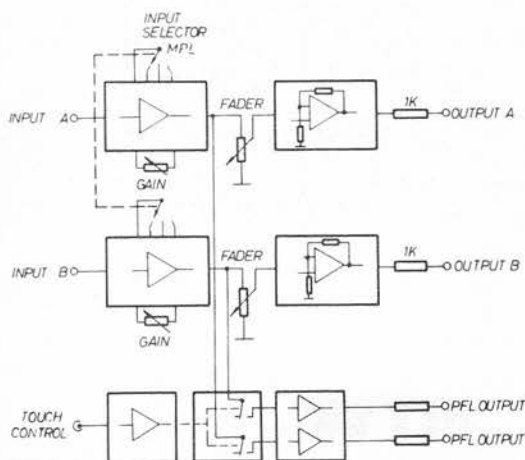 INPUT
SELECTOR
MPL
INPUT A
FADER
1K
OUTPUT A
GAIN
INPUT B
FADER
1K
OUTPUT B
GAIN
TOUCH
CONTROL
PFL OUTPUT
PFL OUTPUT